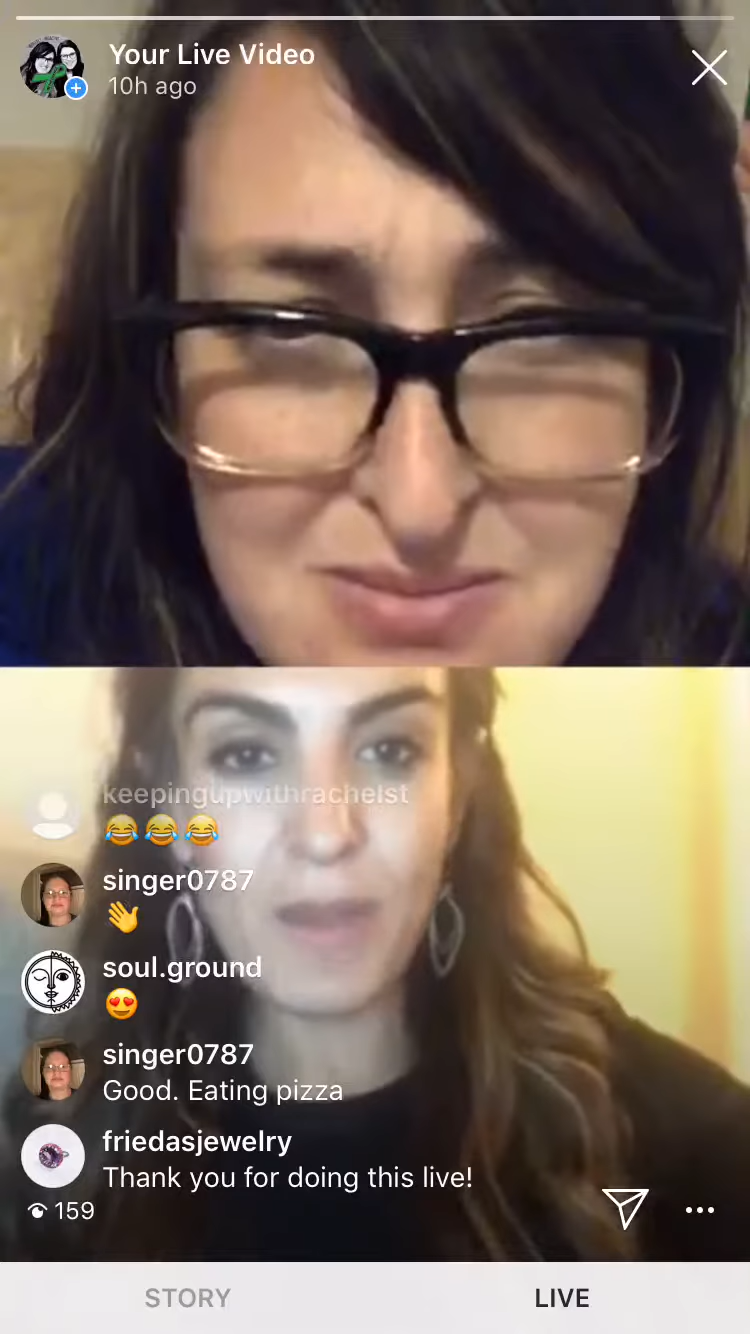 Your Live Video
10h ago
keepingupwithrachelst
😂😂😂
singer0787
👋
soul.ground
😍
singer0787
Good. Eating pizza
friedasjewelry
Thank you for doing this live!
159
STORY
LIVE